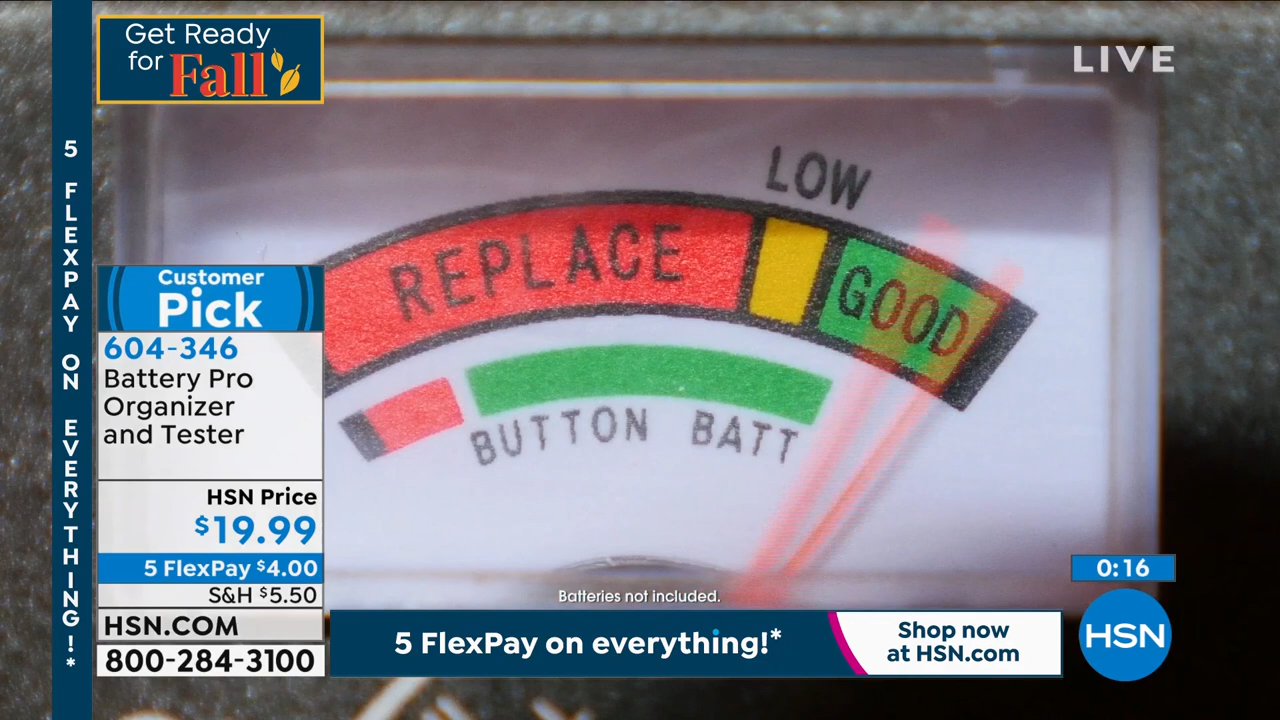 Get Ready
for Fall
LIVE
5 FLEXPAY ON EVERYTHING!*
LOW
REPLACE
GOOD
BUTTON BATT
Customer
Pick
604-346
Battery Pro
Organizer
and Tester
HSN Price
$19.99
5 FlexPay $4.00
S&H $5.50
HSN.COM
800-284-3100
Batteries not included.
5 FlexPay on everything!*
Shop now
at HSN.com
0:16
HSN